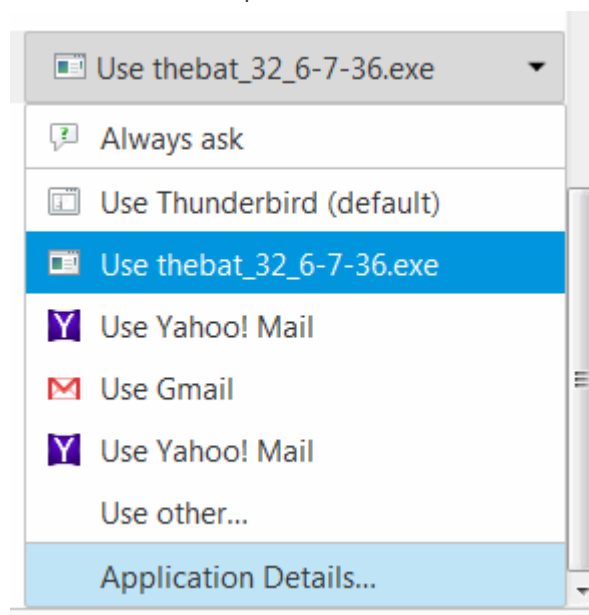 Use thebat_32_6-7-36.exe
Always ask
Use Thunderbird (default)
Use thebat_32_6-7-36.exe
Use Yahoo! Mail
Use Gmail
Use Yahoo! Mail
Use other...
Application Details...